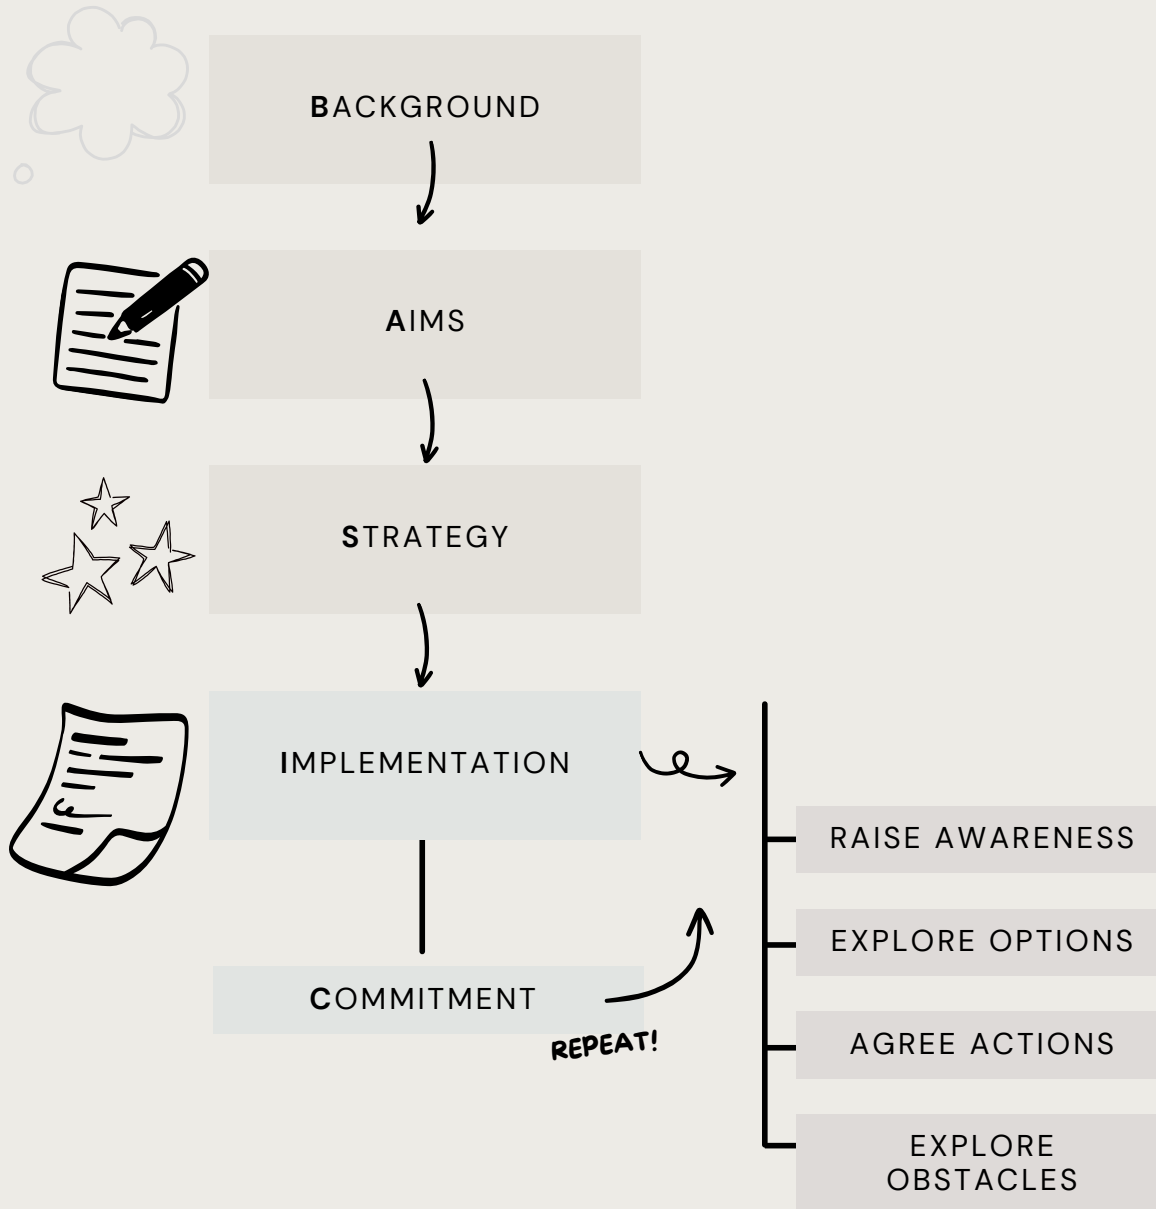 BACKGROUND
AIMS
STRATEGY
IMPLEMENTATION
RAISE AWARENESS
EXPLORE OPTIONS
COMMITMENT
REPEAT!
AGREE ACTIONS
EXPLORE
OBSTACLES